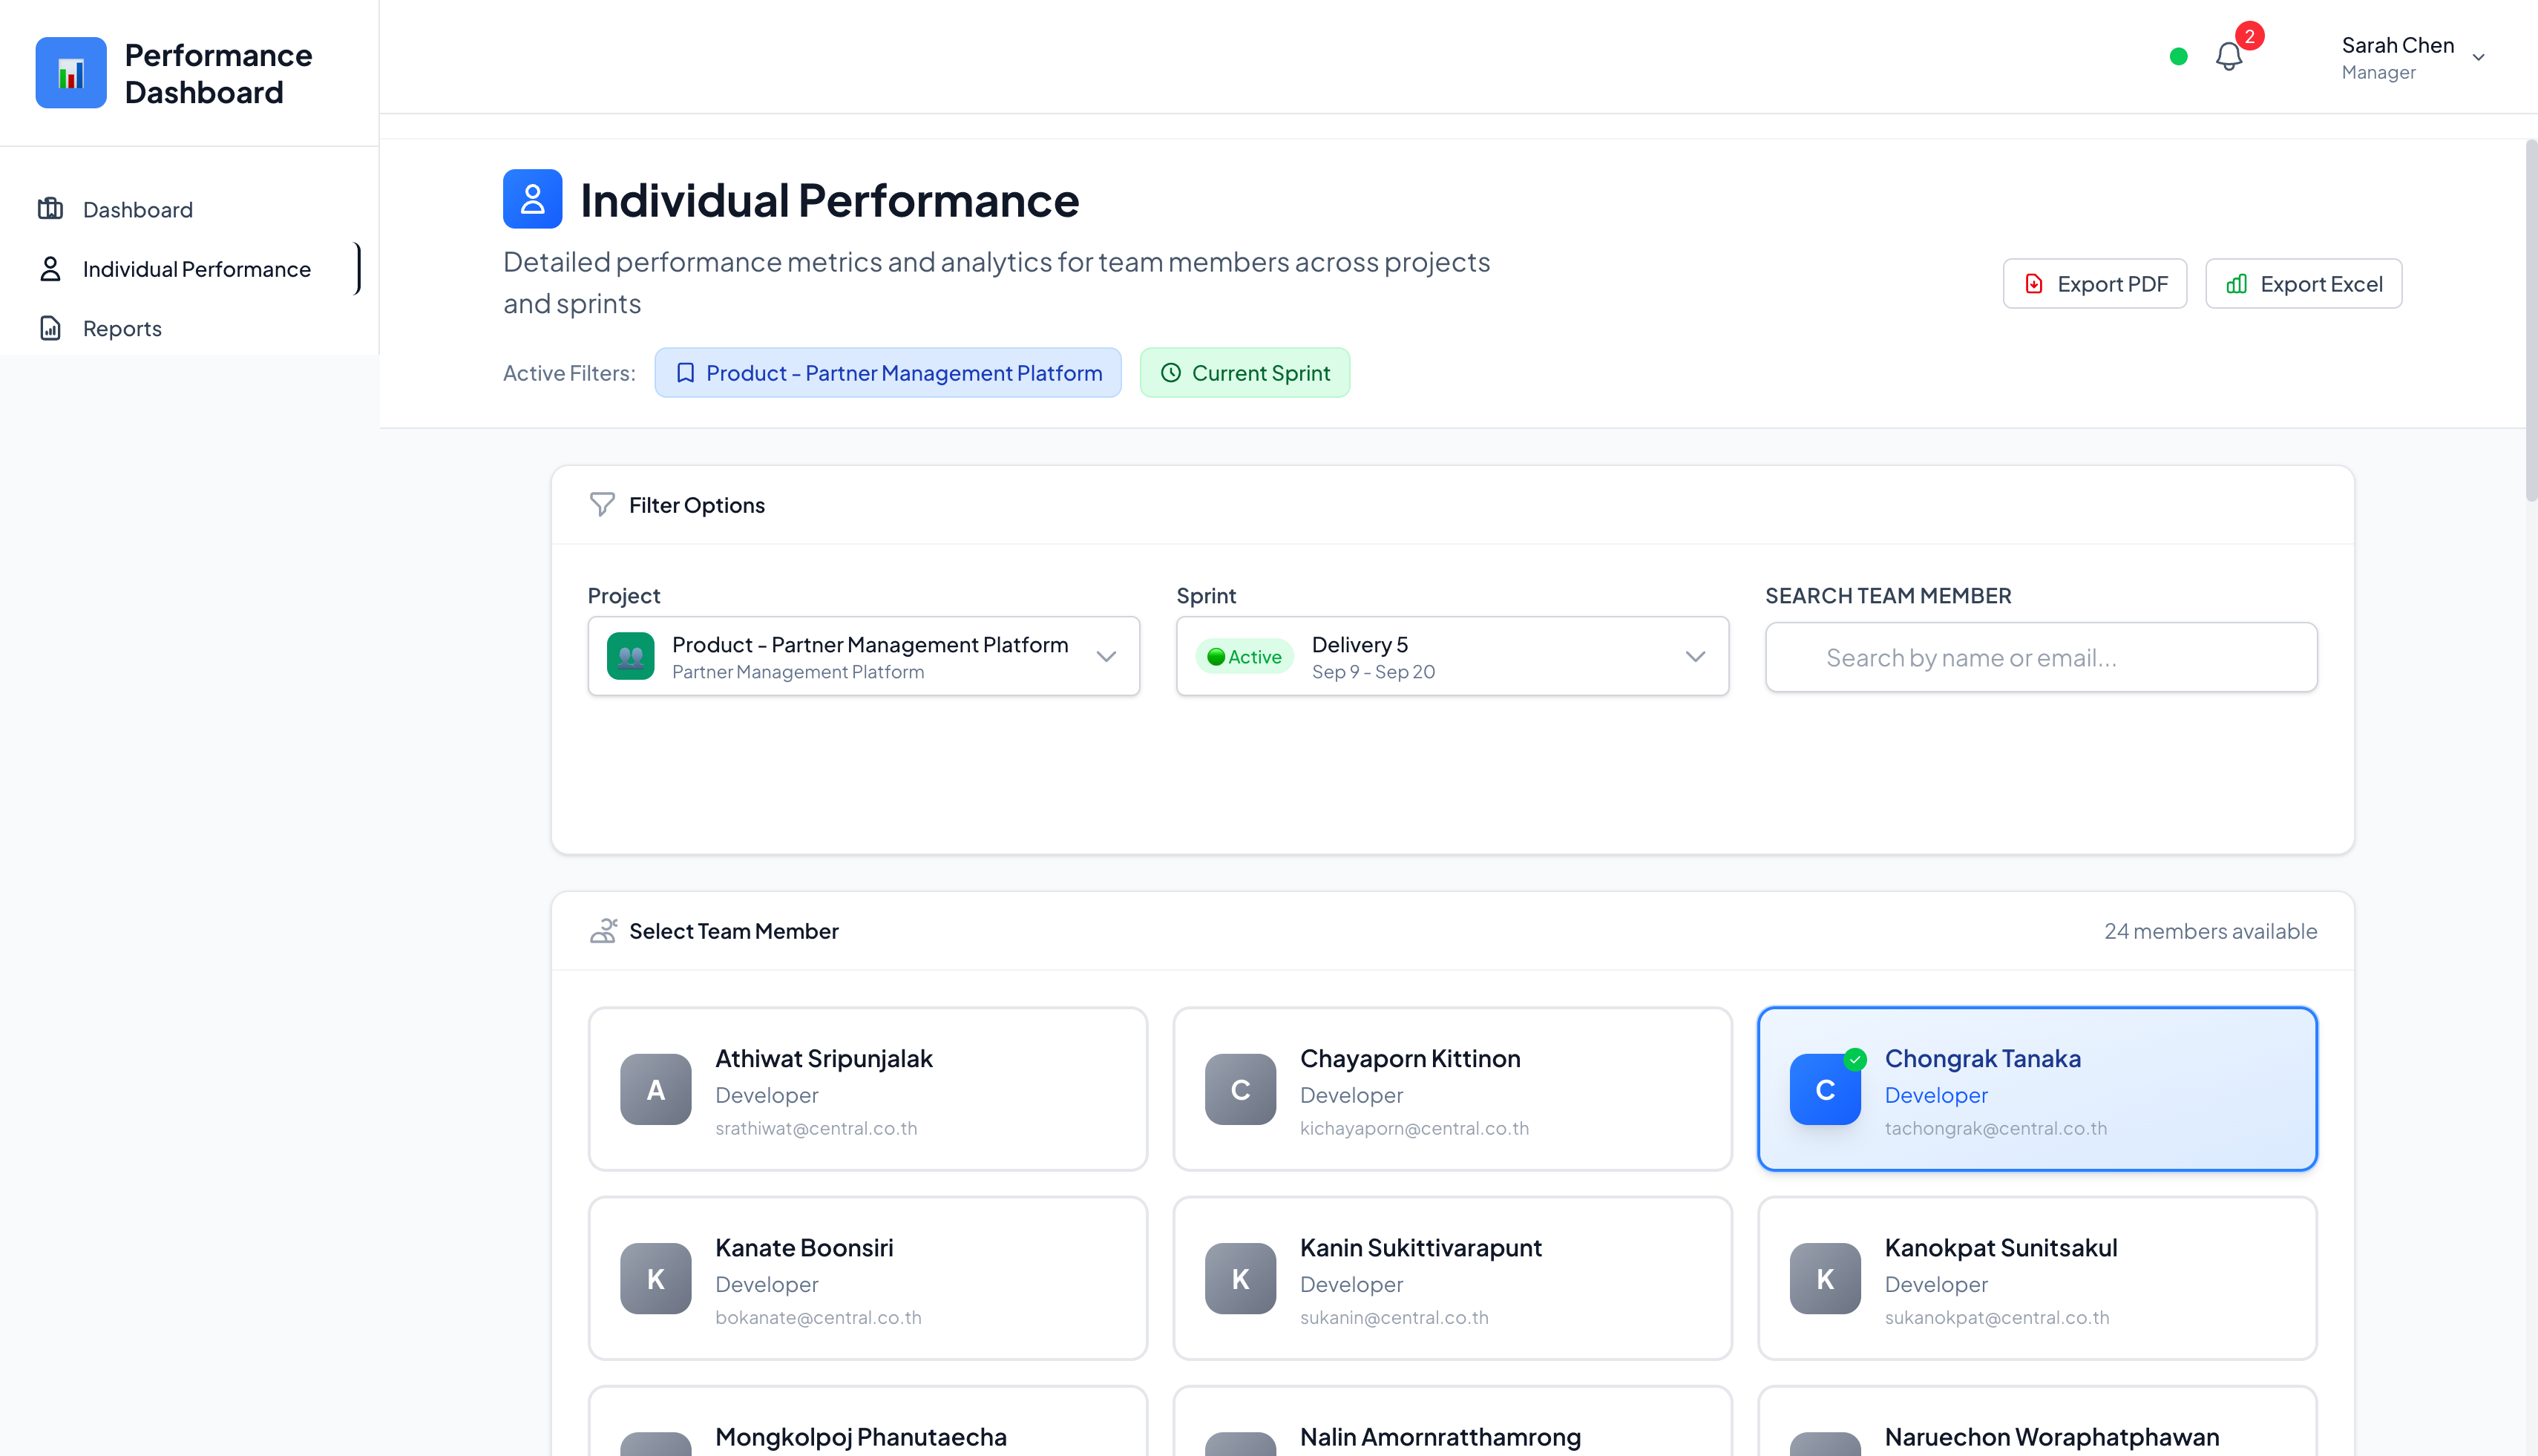 Performance
Dashboard
2
Sarah Chen
Manager
Dashboard
Individual Performance
Reports
Individual Performance
Detailed performance metrics and analytics for team members across projects
and sprints
Export PDF
Export Excel
Active Filters:
Product - Partner Management Platform
Current Sprint
Filter Options
Project
Product - Partner Management Platform
Partner Management Platform
Sprint
Active
Delivery 5
Sep 9 - Sep 20
SEARCH TEAM MEMBER
Search by name or email...
Select Team Member
24 members available
A
Athiwat Sripunjalak
Developer
srathiwat@central.co.th
C
Chayaporn Kittinon
Developer
kichayaporn@central.co.th
C
Chongrak Tanaka
Developer
tachongrak@central.co.th
K
Kanate Boonsiri
Developer
bokanate@central.co.th
K
Kanin Sukittivarapunt
Developer
sukanin@central.co.th
K
Kanokpat Sunitsakul
Developer
sukanokpat@central.co.th
Mongkolpoj Phanutaecha
Nalin Amornratthamrong
Naruechon Woraphatphawan